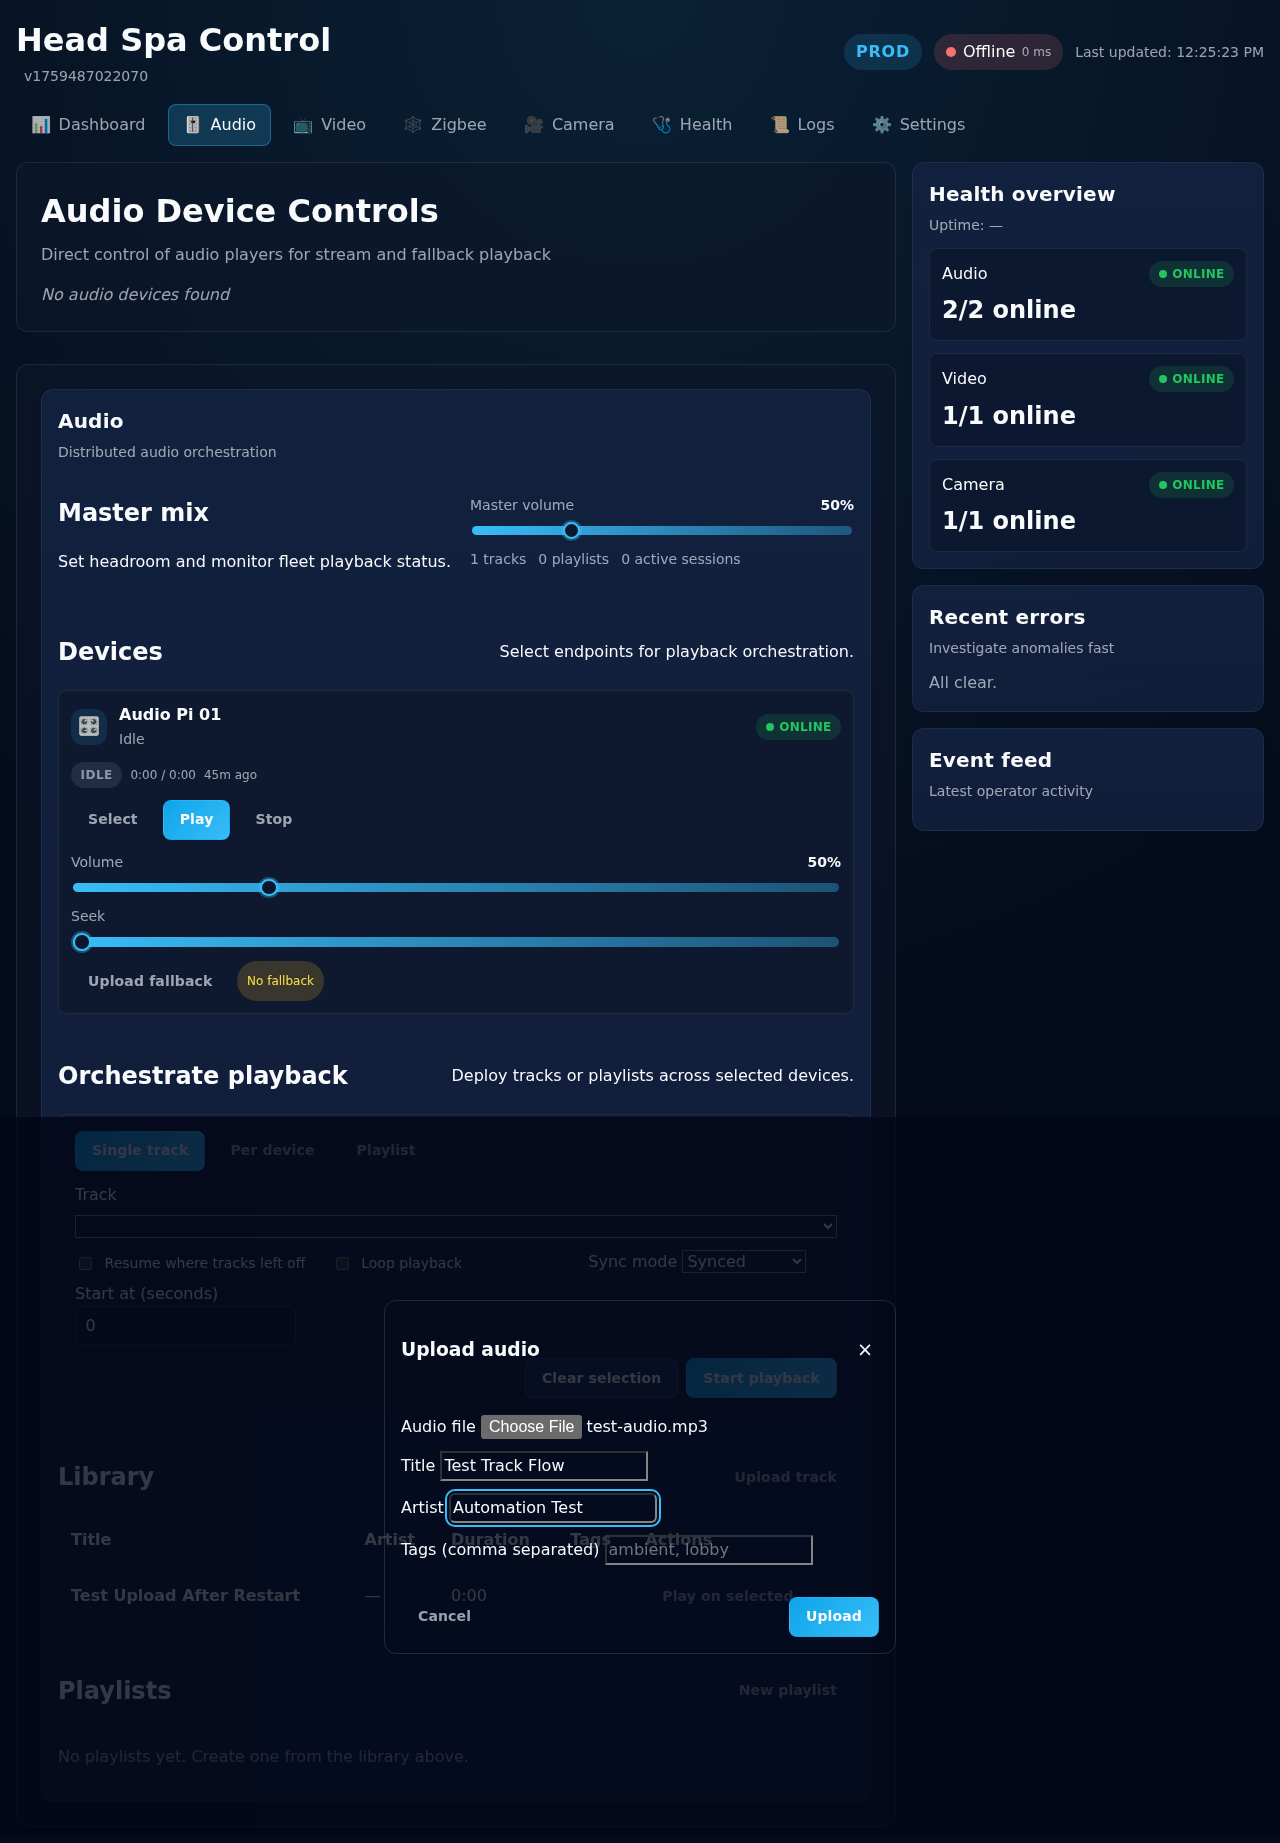 Head Spa Control
v1759487022070
PROD
Offline 0 ms
Last updated: 12:25:23 PM
Dashboard
Audio
Video
Zigbee
Camera
Health
Logs
Settings
Audio Device Controls
Direct control of audio players for stream and fallback playback
No audio devices found
Audio
Distributed audio orchestration
Master mix
Set headroom and monitor fleet playback status.
Master volume 50%
1 tracks 0 playlists 0 active sessions
Devices
Select endpoints for playback orchestration.
Audio Pi 01
Idle
ONLINE
IDLE 0:00 / 0:00 45m ago
Select Play Stop
Volume 50%
Seek
Upload fallback No fallback
Orchestrate playback
Deploy tracks or playlists across selected devices.
Single track Per device Playlist
Track
Resume where tracks left off Loop playback Sync mode Synced
Start at (seconds)
0
Clear selection Start playback
Library
Upload track
Title Artist Duration Tags Actions
Test Upload After Restart — 0:00 Play on selected
Playlists
New playlist
No playlists yet. Create one from the library above.
Upload audio ×
Audio file Choose File test-audio.mp3
Title Test Track Flow
Artist Automation Test
Tags (comma separated) ambient, lobby
Cancel Upload
Health overview
Uptime: —
Audio ONLINE
2/2 online
Video ONLINE
1/1 online
Camera ONLINE
1/1 online
Recent errors
Investigate anomalies fast
All clear.
Event feed
Latest operator activity